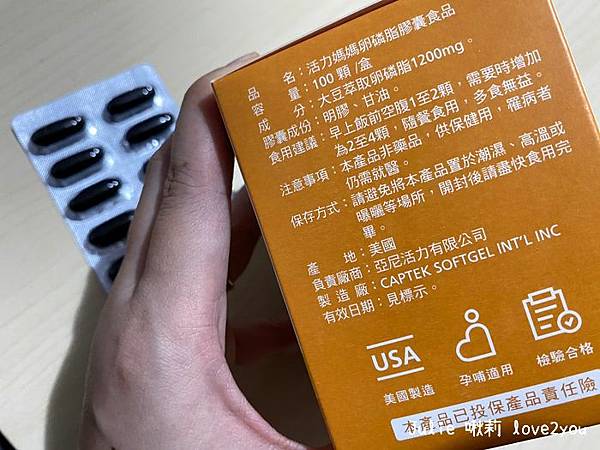 品　　名：活力媽媽卵磷脂膠囊食品
容　　量：100 顆 /盒
成　　分：大豆萃取卵磷脂1200mg。
膠囊成份：明膠、甘油。
食用建議：早上飯前空腹1至2顆，需要時增加
為2至4顆，隨餐食用，多食無益。
注意事項：本產品非藥品，供保健用，罹病者
仍需就醫。
保存方式：請避免將本產品置於潮濕、高溫或
曝曬等場所，開封後請盡快食用完
畢。
產　　地：美國
負責廠商：亞尼活力有限公司
製 造 廠：CAPTEK SOFTGEL INT'L INC
有效日期：見標示。
USA
美國製造
孕哺適用
檢驗合格
本產品已投保產品責任險
啾莉 love2you